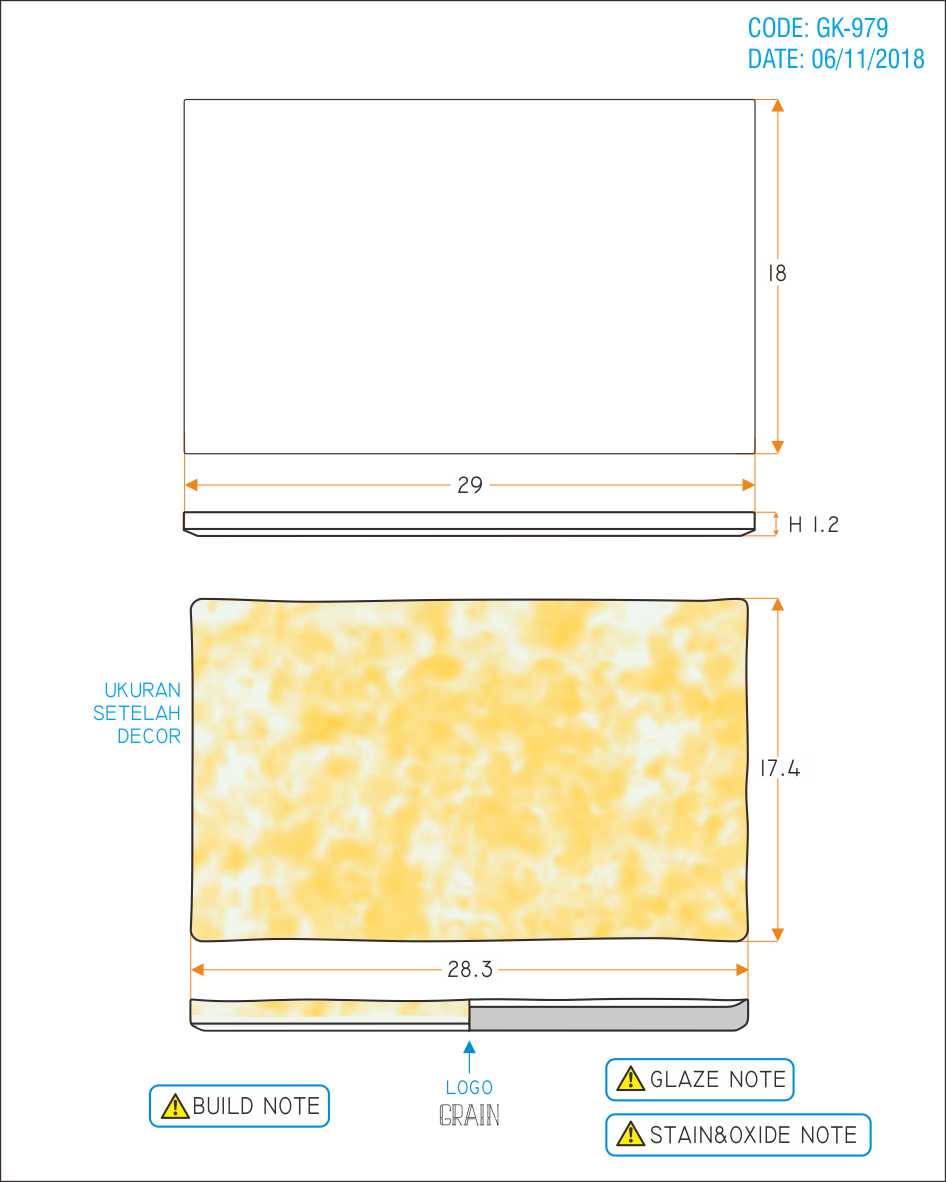 CODE: GK-979
DATE: 06/11/2018
18
29
H 1.2
UKURAN
SETELAH
DECOR
17.4
28.3
LOGO
GRAIN
BUILD NOTE
GLAZE NOTE
STAIN&OXIDE NOTE